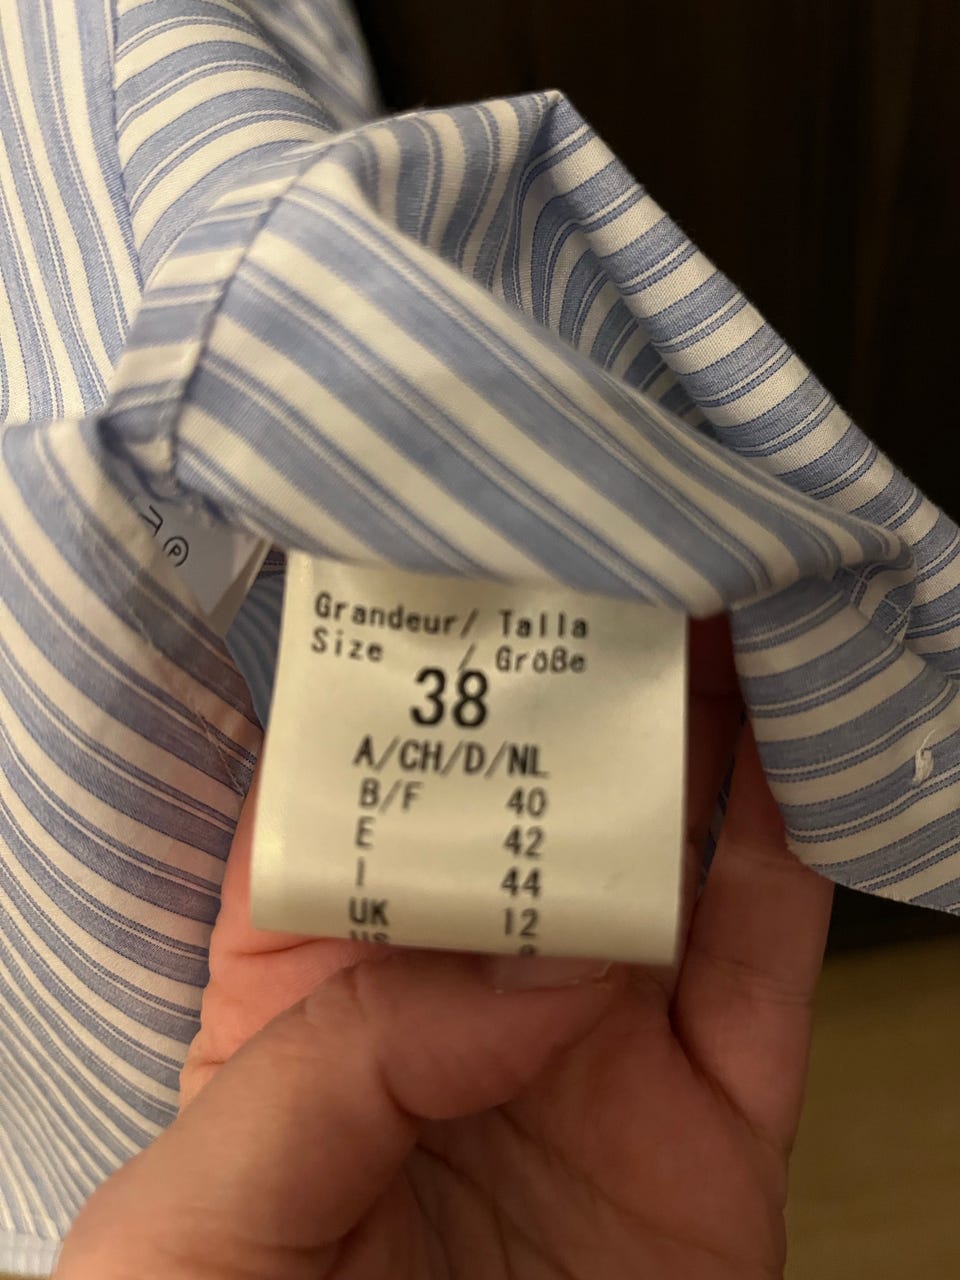 Grandeur/ Talla
Size / Größe
38
A/CH/D/NL
B/F 40
E 42
I 44
UK 12
P